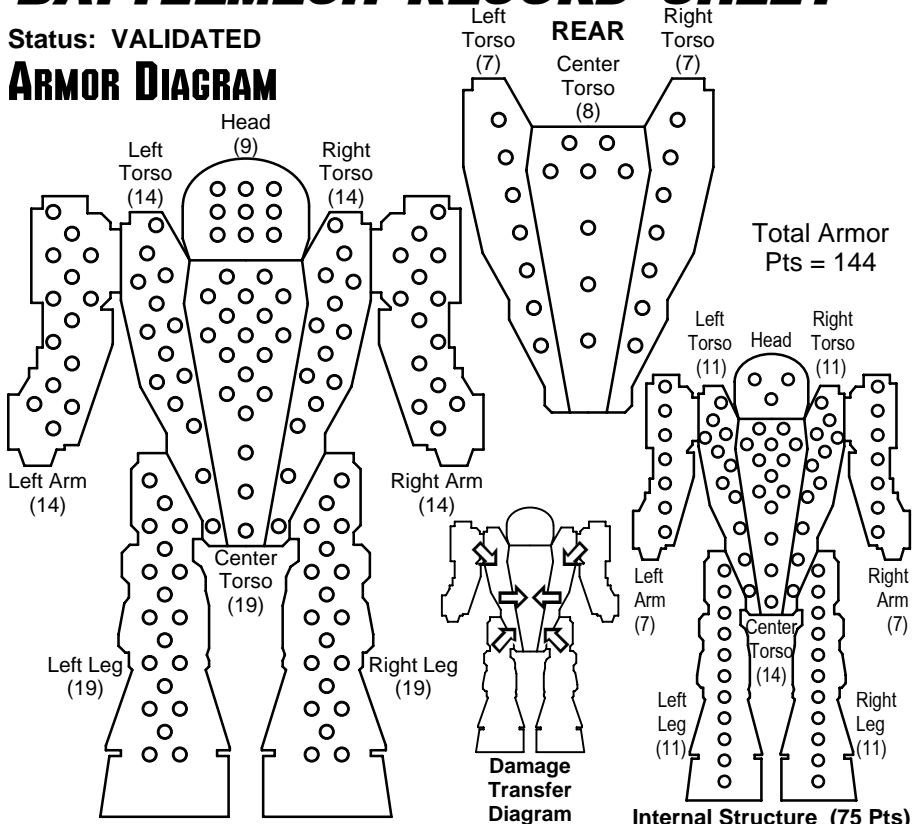 BATTLEMECH RECORD SHEET
Status: VALIDATED
ARMOR DIAGRAM
Head
(9)
Left
Torso
(14)
Right
Torso
(14)
Left Arm
(14)
Right Arm
(14)
Center
Torso
(19)
Left Leg
(19)
Right Leg
(19)
REAR
Left
Torso
(7)
Center
Torso
(8)
Right
Torso
(7)
Total Armor
Pts = 144
Damage
Transfer
Diagram
Left
Torso
(11)
Head
Right
Torso
(11)
Left
Arm
(7)
Right
Arm
(7)
Center
Torso
(14)
Left
Leg
(11)
Right
Leg
(11)
Internal Structure (75 Pts)